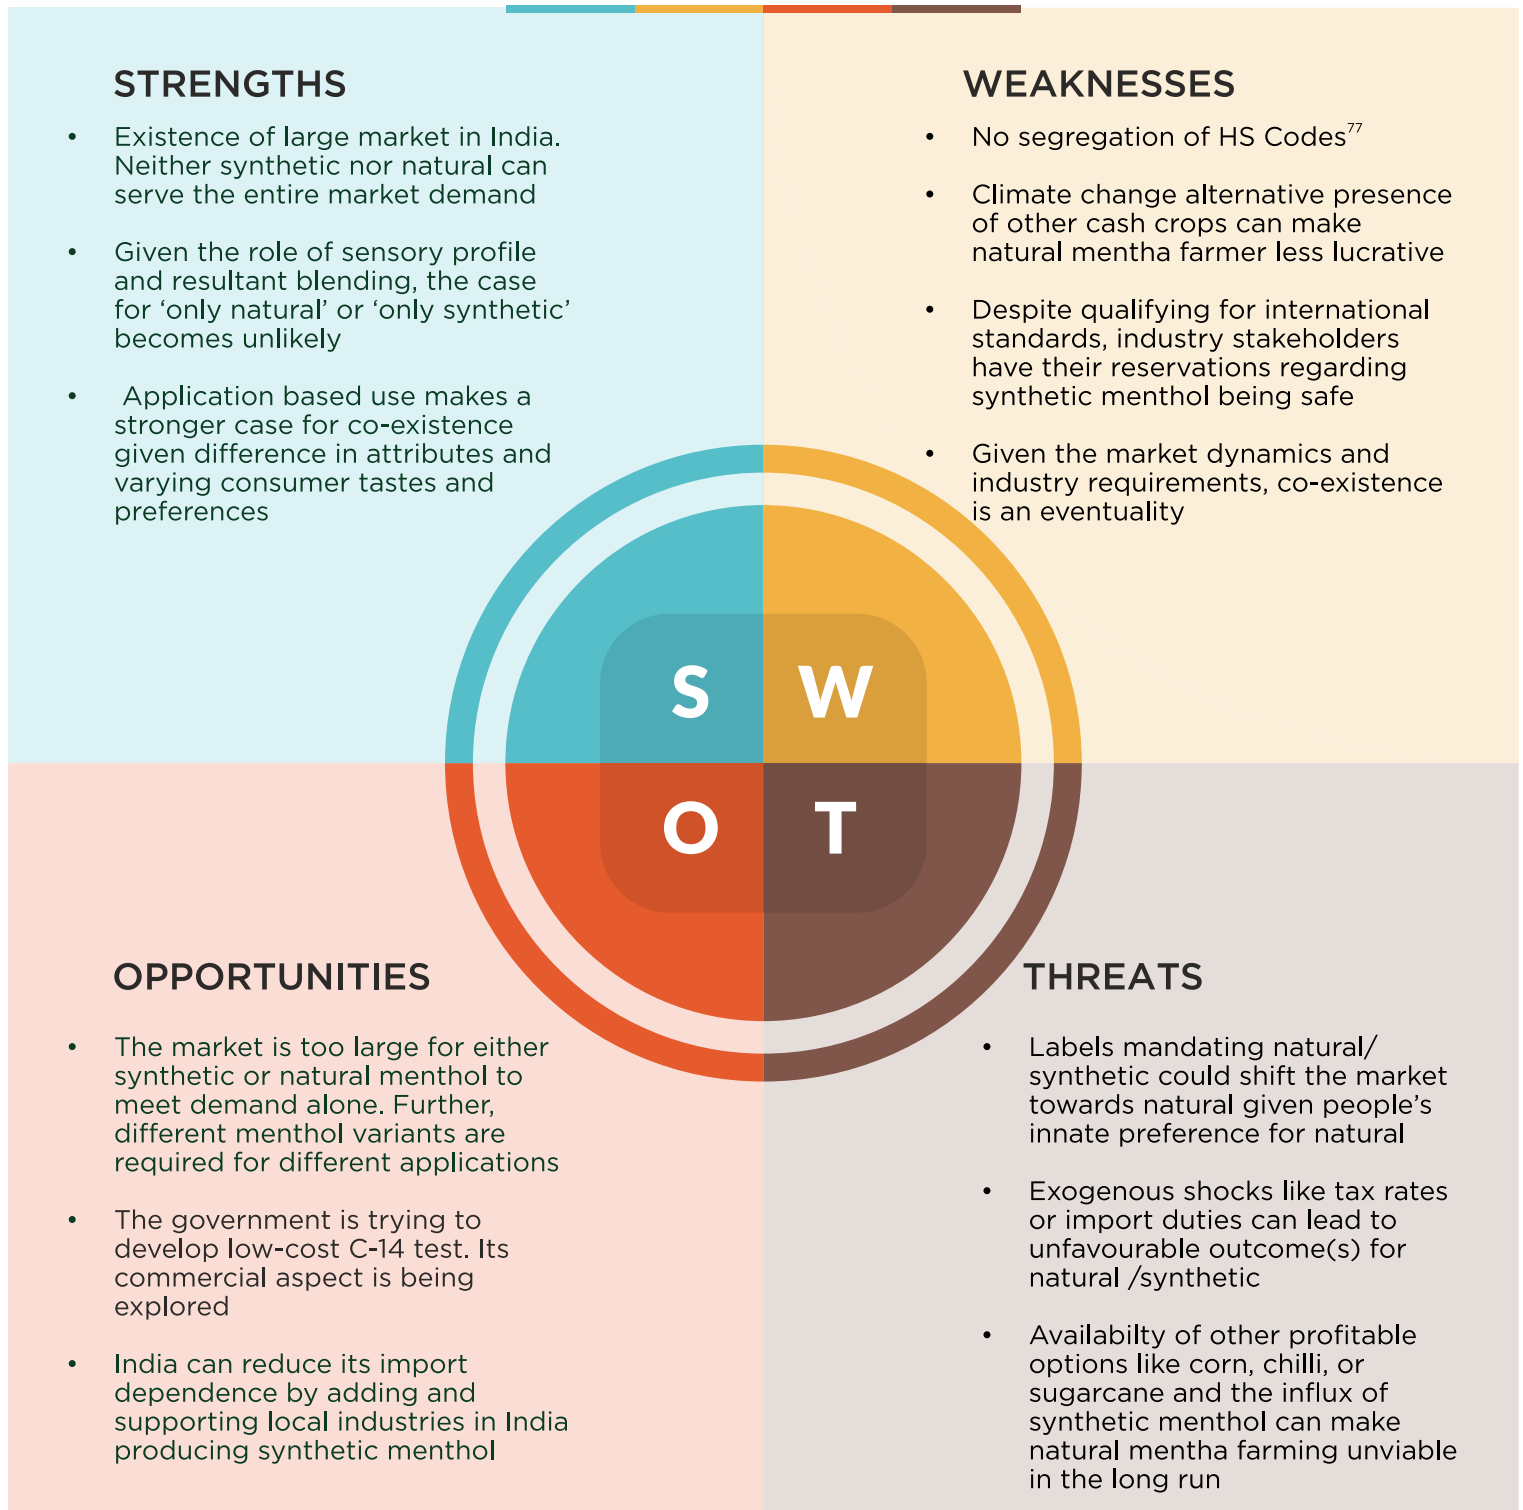 STRENGTHS
• Existence of large market in India.
Neither synthetic nor natural can
serve the entire market demand
• Given the role of sensory profile
and resultant blending, the case
for ‘only natural’ or ‘only synthetic’
becomes unlikely
• Application based use makes a
stronger case for co-existence
given difference in attributes and
varying consumer tastes and
preferences
WEAKNESSES
• No segregation of HS Codes77
• Climate change alternative presence
of other cash crops can make
natural mentha farmer less lucrative
• Despite qualifying for international
standards, industry stakeholders
have their reservations regarding
synthetic menthol being safe
• Given the market dynamics and
industry requirements, co-existence
is an eventuality
S W
O T
OPPORTUNITIES
• The market is too large for either
synthetic or natural menthol to
meet demand alone. Further,
different menthol variants are
required for different applications
• The government is trying to
develop low-cost C-14 test. Its
commercial aspect is being
explored
• India can reduce its import
dependence by adding and
supporting local industries in India
producing synthetic menthol
THREATS
• Labels mandating natural/
synthetic could shift the market
towards natural given people’s
innate preference for natural
• Exogenous shocks like tax rates
or import duties can lead to
unfavourable outcome(s) for
natural /synthetic
• Availabilty of other profitable
options like corn, chilli, or
sugarcane and the influx of
synthetic menthol can make
natural mentha farming unviable
in the long run